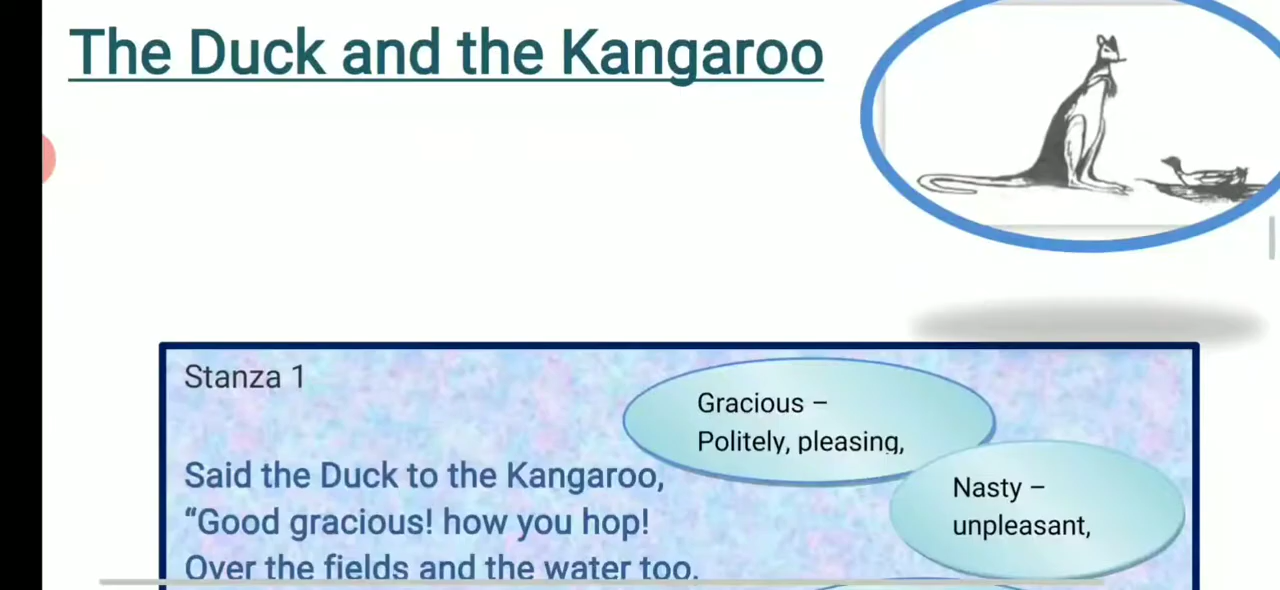 The Duck and the Kangaroo
Stanza 1
Gracious –
Politely, pleasing,
Nasty –
unpleasant,
Said the Duck to the Kangaroo,
“Good gracious! how you hop!
Over the fields and the water too,